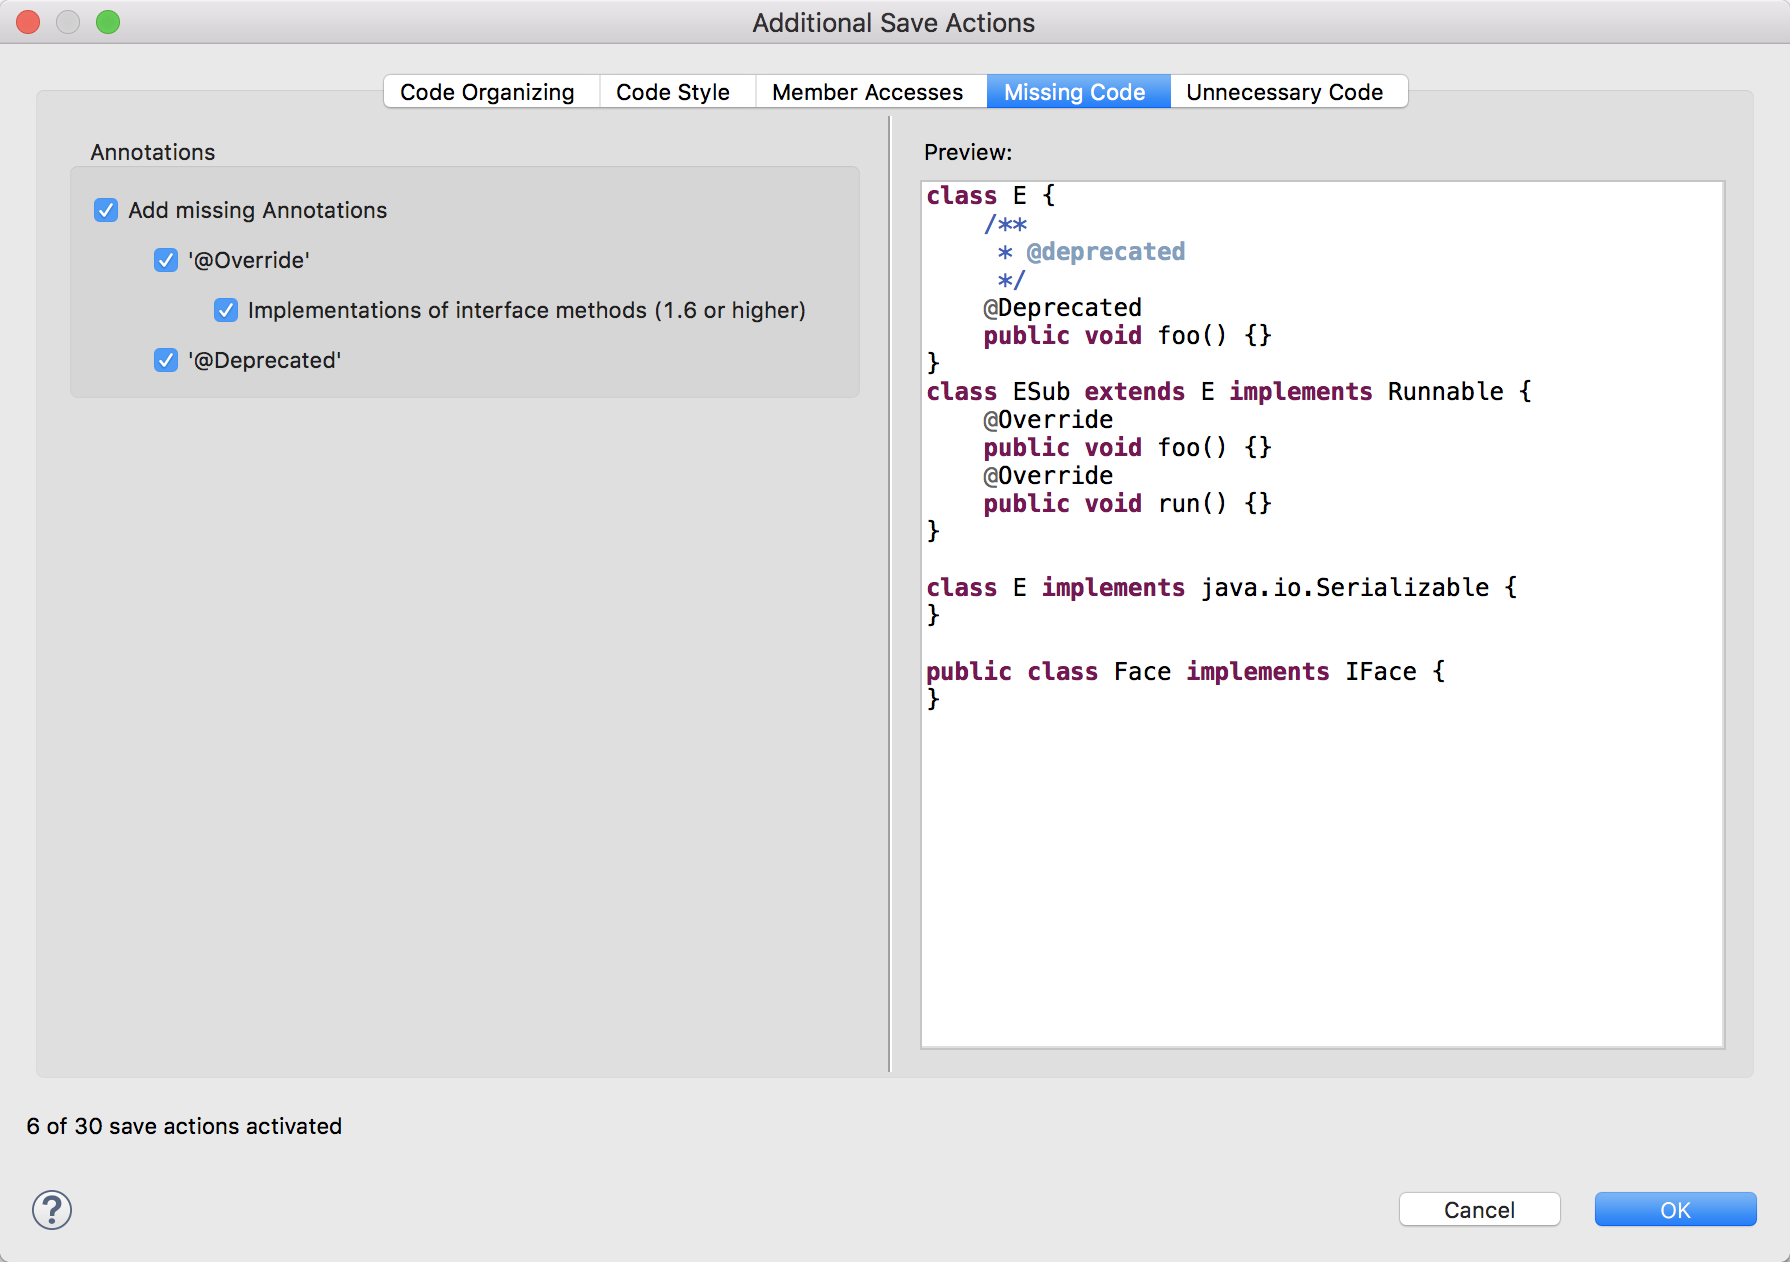 Additional Save Actions
Code Organizing
Code Style
Member Accesses
Missing Code
Unnecessary Code
Annotations
Add missing Annotations
'@Override'
Implementations of interface methods (1.6 or higher)
'@Deprecated'
Preview:
class E {
    /**
     * @deprecated
     */
    @Deprecated
    public void foo() {}
}
class ESub extends E implements Runnable {
    @Override
    public void foo() {}
    @Override
    public void run() {}
}
class E implements java.io.Serializable {
}
public class Face implements IFace {
}
6 of 30 save actions activated
?
Cancel
OK